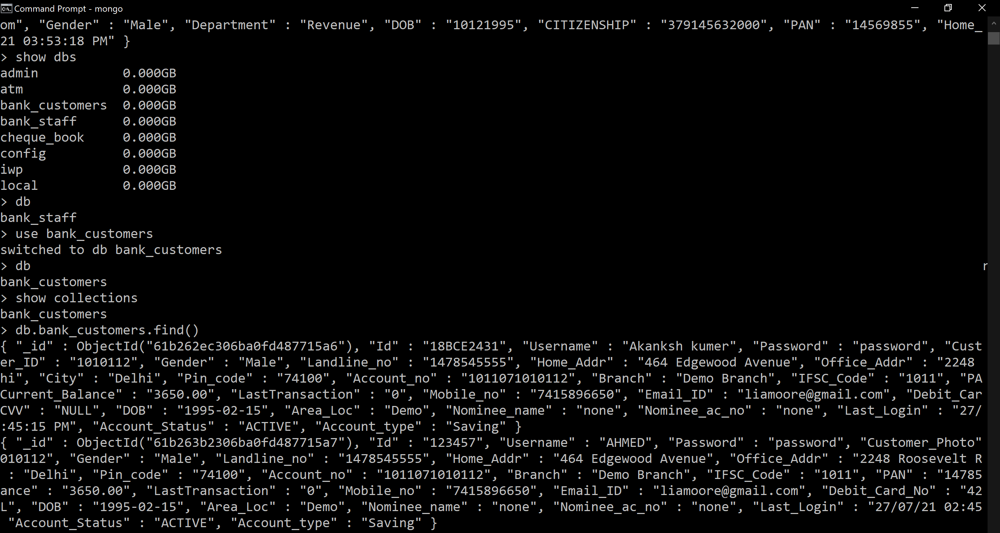 Command Prompt - mongo
om", "Gender" : "Male", "Department" : "Revenue", "DOB" : "10121995", "CITIZENSHIP" : "379145632000", "PAN" : "14569855", "Home_
21 03:53:18 PM" }
> show dbs
admin           0.000GB
atm             0.000GB
bank_customers  0.000GB
bank_staff      0.000GB
cheque_book     0.000GB
config          0.000GB
iwp             0.000GB
local           0.000GB
> db
bank_staff
> use bank_customers
switched to db bank_customers
> db r
bank_customers
> show collections
bank_customers
> db.bank_customers.find()
{ "_id" : ObjectId("61b262ec306ba0fd487715a6"), "Id" : "18BCE2431", "Username" : "Akanksh kumer", "Password" : "password", "Cust
er_ID" : "1010112", "Gender" : "Male", "Landline_no" : "1478545555", "Home_Addr" : "464 Edgewood Avenue", "Office_Addr" : "2248
hi", "City" : "Delhi", "Pin_code" : "74100", "Account_no" : "1011071010112", "Branch" : "Demo Branch", "IFSC_Code" : "1011", "PA
Current_Balance" : "3650.00", "LastTransaction" : "0", "Mobile_no" : "7415896650", "Email_ID" : "liamoore@gmail.com", "Debit_Car
CVV" : "NULL", "DOB" : "1995-02-15", "Area_Loc" : "Demo", "Nominee_name" : "none", "Nominee_ac_no" : "none", "Last_Login" : "27/
:45:15 PM", "Account_Status" : "ACTIVE", "Account_type" : "Saving" }
{ "_id" : ObjectId("61b263b2306ba0fd487715a7"), "Id" : "123457", "Username" : "AHMED", "Password" : "password", "Customer_Photo"
010112", "Gender" : "Male", "Landline_no" : "1478545555", "Home_Addr" : "464 Edgewood Avenue", "Office_Addr" : "2248 Roosevelt R
 : "Delhi", "Pin_code" : "74100", "Account_no" : "1011071010112", "Branch" : "Demo Branch", "IFSC_Code" : "1011", "PAN" : "14785
ance" : "3650.00", "LastTransaction" : "0", "Mobile_no" : "7415896650", "Email_ID" : "liamoore@gmail.com", "Debit_Card_No" : "42
L", "DOB" : "1995-02-15", "Area_Loc" : "Demo", "Nominee_name" : "none", "Nominee_ac_no" : "none", "Last_Login" : "27/07/21 02:45
 "Account_Status" : "ACTIVE", "Account_type" : "Saving" }